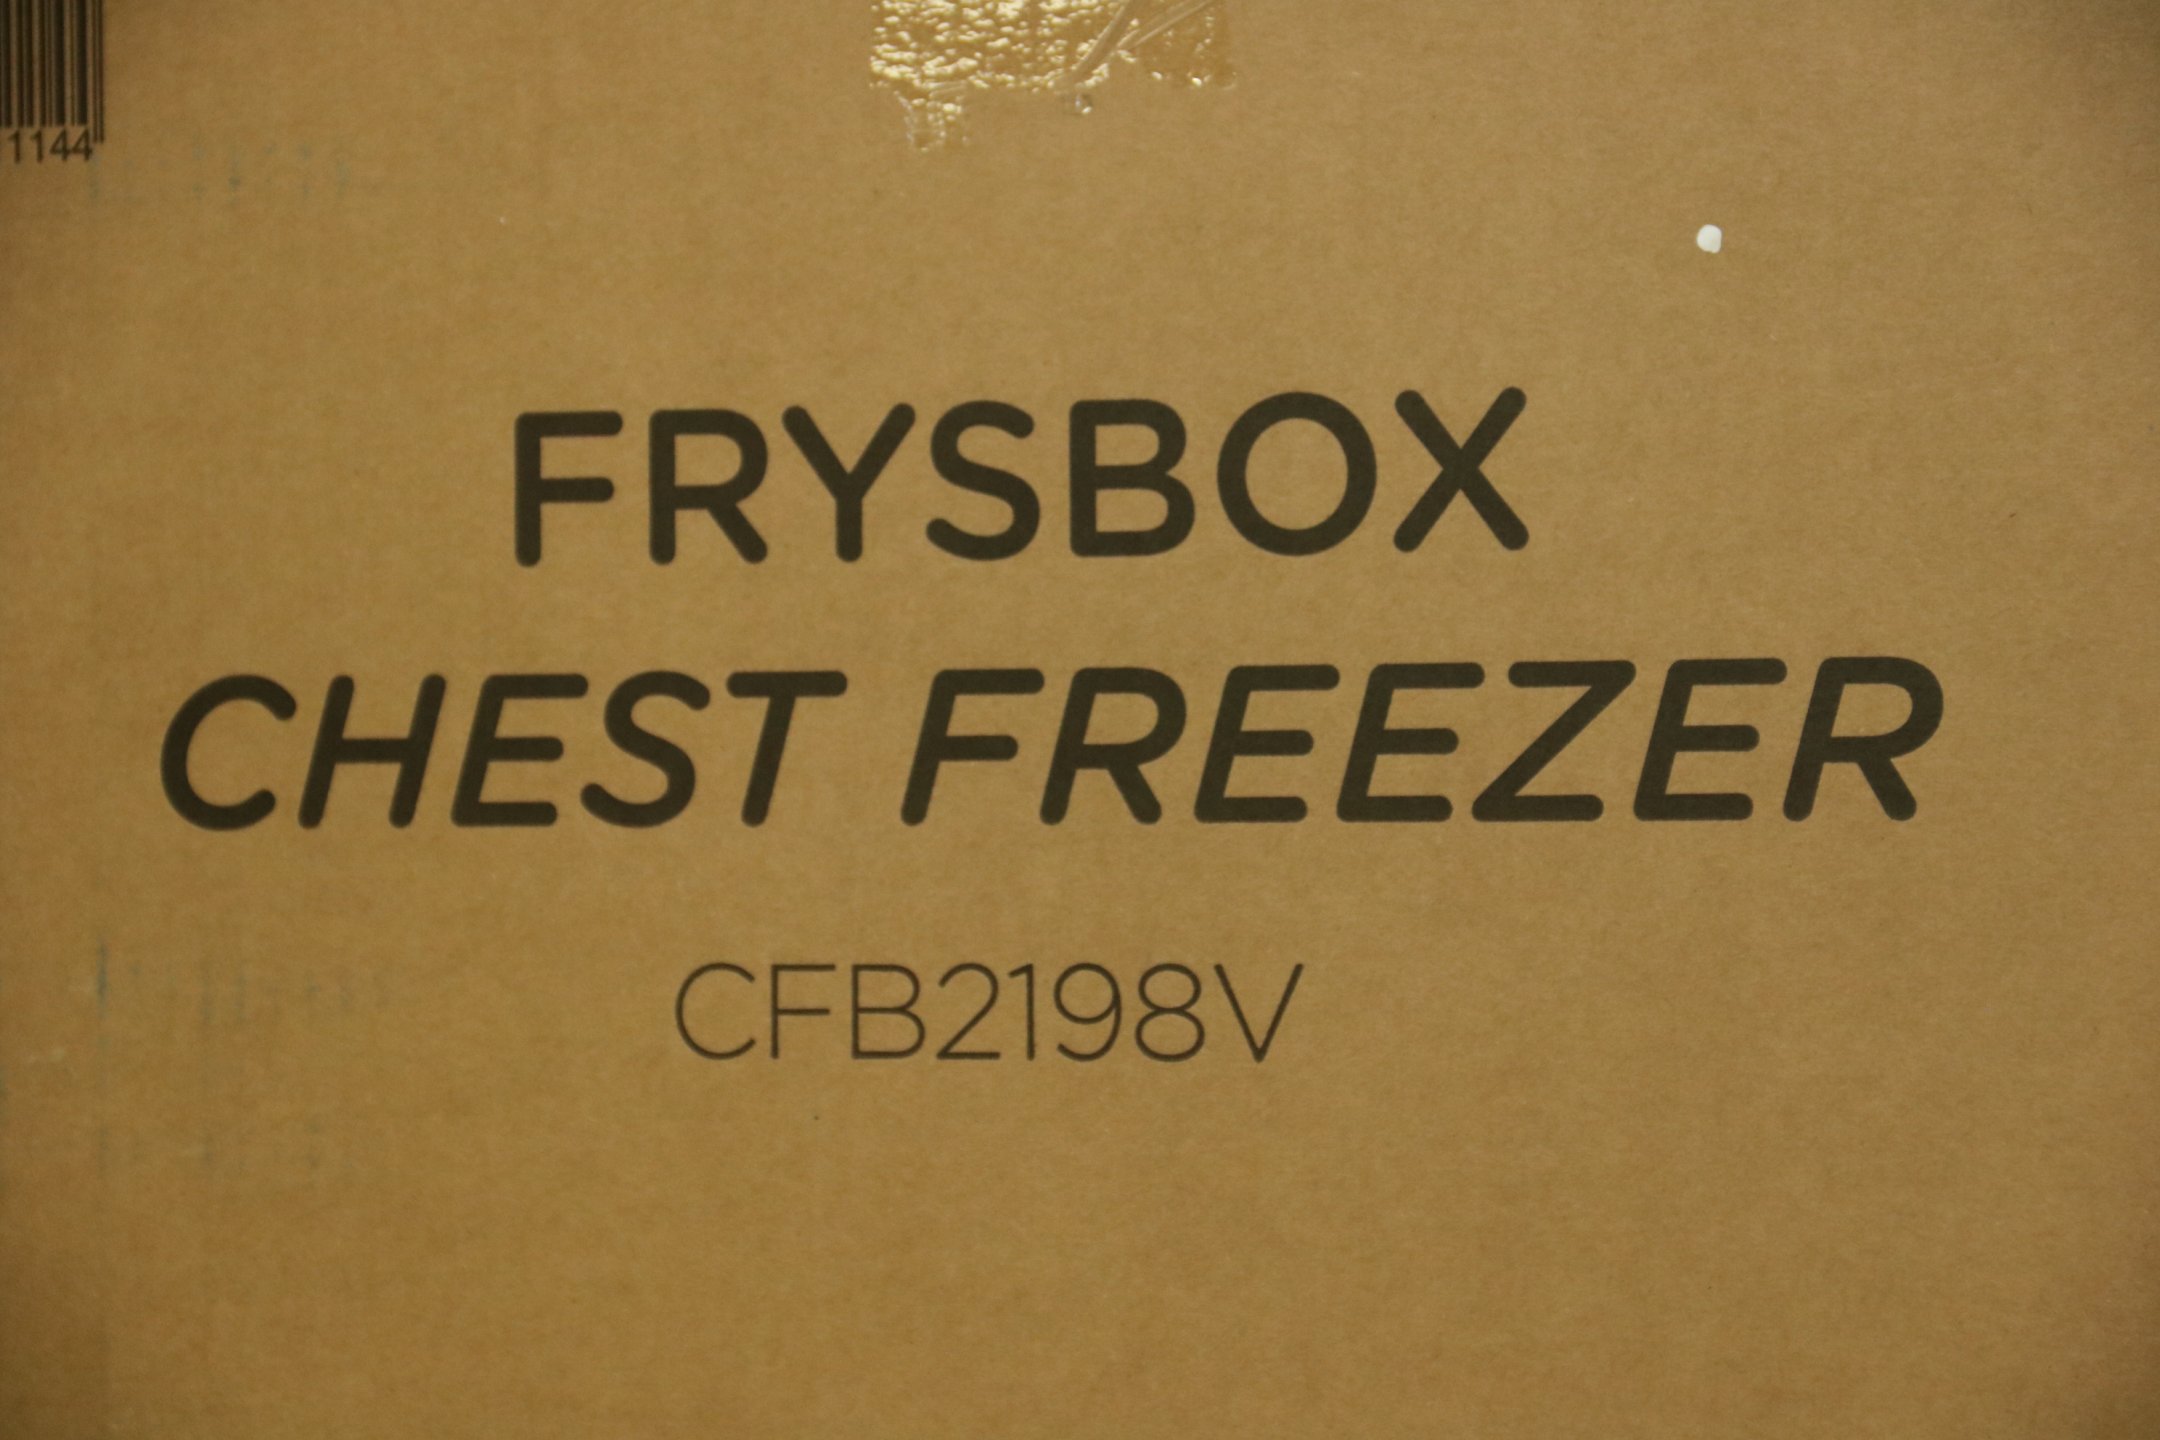 1144
FRYSBOX
CHEST FREEZER
CFB2198V